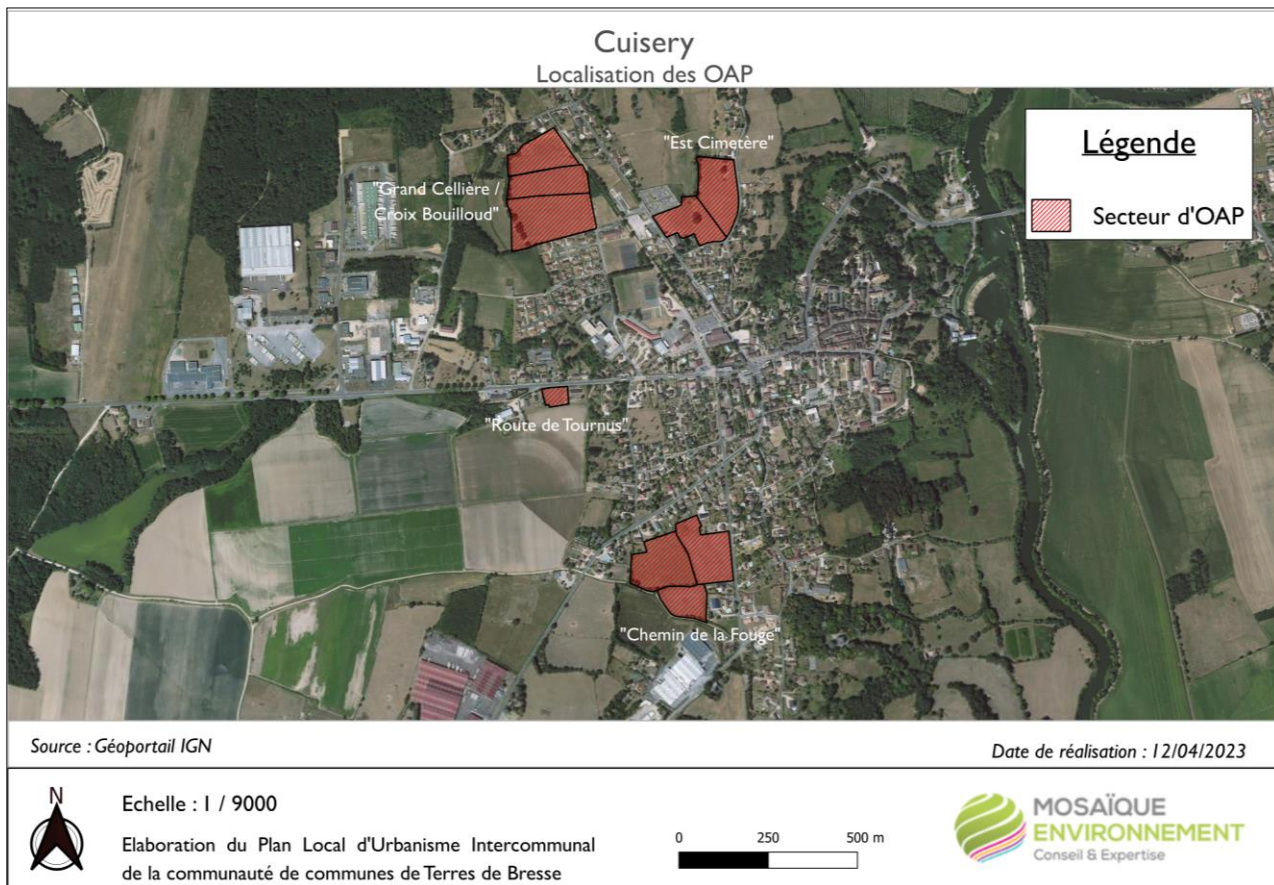 Cuisery
Localisation des OAP
"Est Cimetère"
"Grand Cellière /
Croix Bouilloud"
"Route de Tournus"
"Chemin de la Fouge"
Légende
Secteur d'OAP
Source : Géoportail IGN
Date de réalisation : 12/04/2023
N
Echelle : 1 / 9000
Elaboration du Plan Local d'Urbanisme Intercommunal
de la communauté de communes de Terres de Bresse
0 250 500 m
MOSAÏQUE
ENVIRONNEMENT
Conseil & Expertise